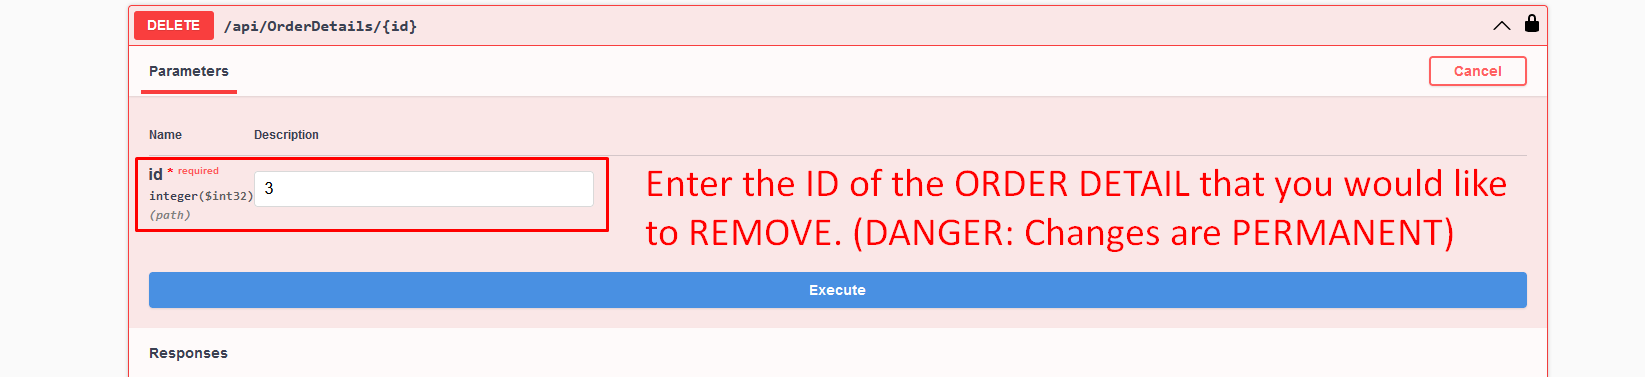 DELETE /api/OrderDetails/{id}
Parameters
Cancel
Name Description
id * required
integer($int32)
(path)
3
Enter the ID of the ORDER DETAIL that you would like
to REMOVE. (DANGER: Changes are PERMANENT)
Execute
Responses